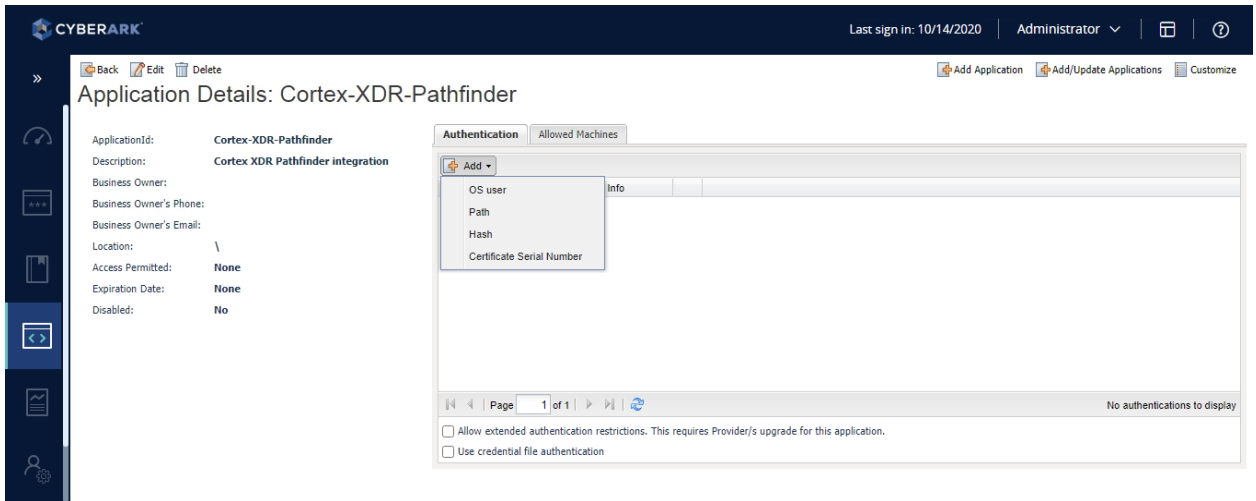 CYBERARK
Last sign in: 10/14/2020
Administrator
Back
Edit
Delete
Add Application
Add/Update Applications
Customize
Application Details: Cortex-XDR-Pathfinder
ApplicationId: Cortex-XDR-Pathfinder
Description: Cortex XDR Pathfinder integration
Business Owner:
Business Owner's Phone:
Business Owner's Email:
Location: \
Access Permitted: None
Expiration Date: None
Disabled: No
Authentication
Allowed Machines
Add
Info
OS user
Path
Hash
Certificate Serial Number
Page 1 of 1
No authentications to display
Allow extended authentication restrictions. This requires Provider/s upgrade for this application.
Use credential file authentication